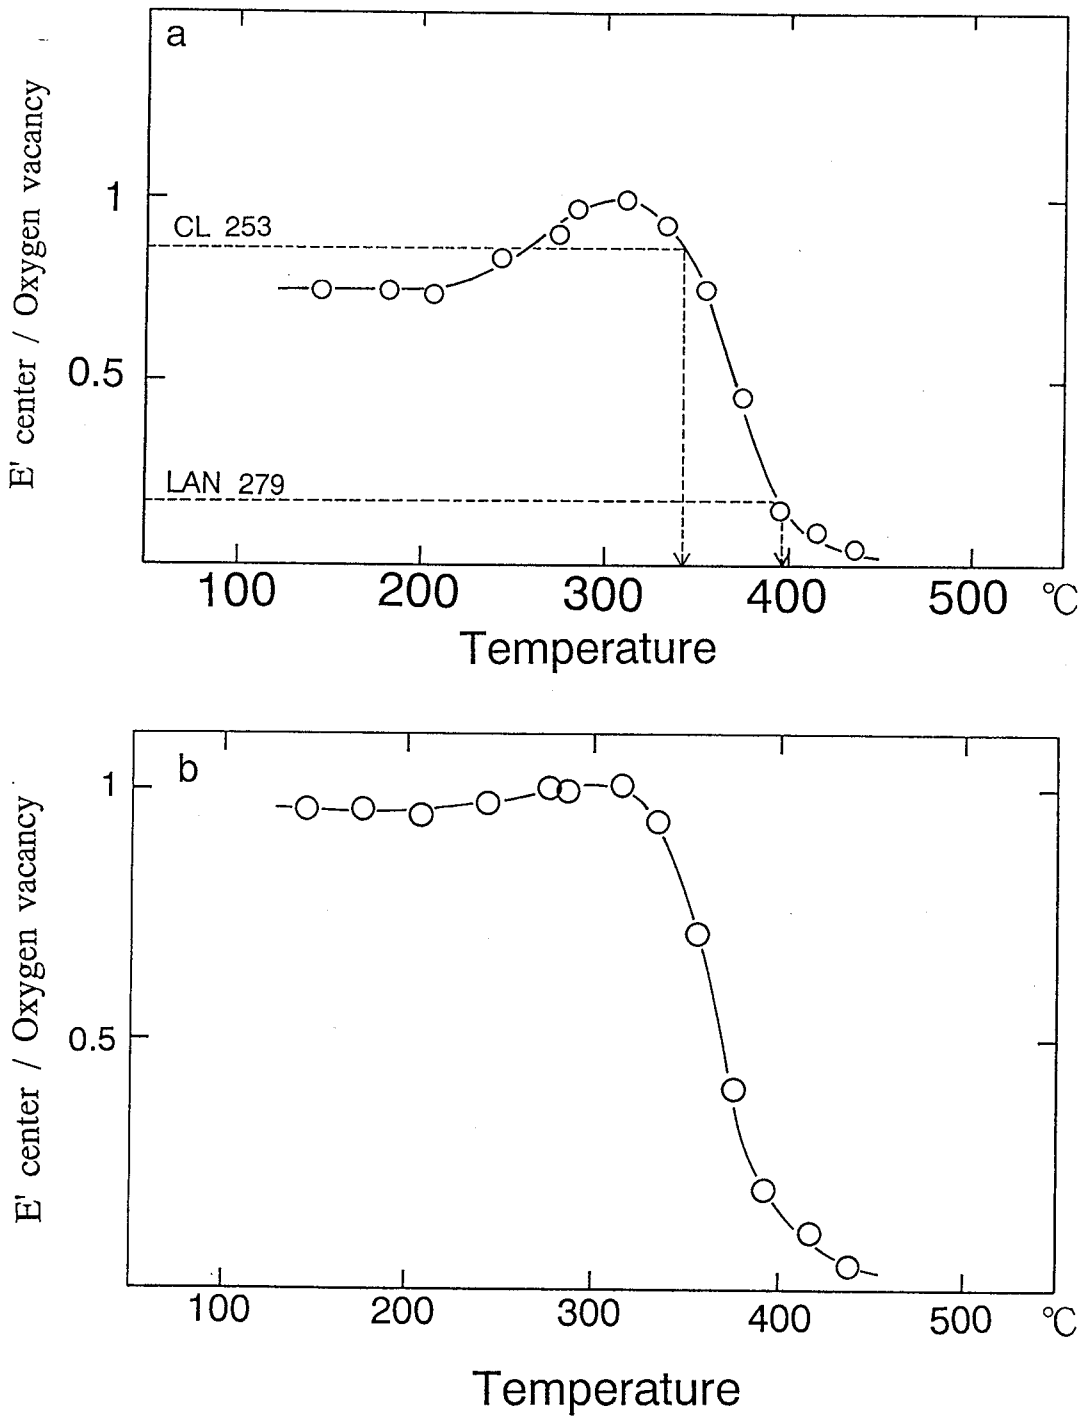 a
E' center / Oxygen vacancy
1
CL 253
0.5
LAN 279
100 200 300 400 500 °C
Temperature
b
E' center / Oxygen vacancy
1
0.5
100 200 300 400 500 °C
Temperature